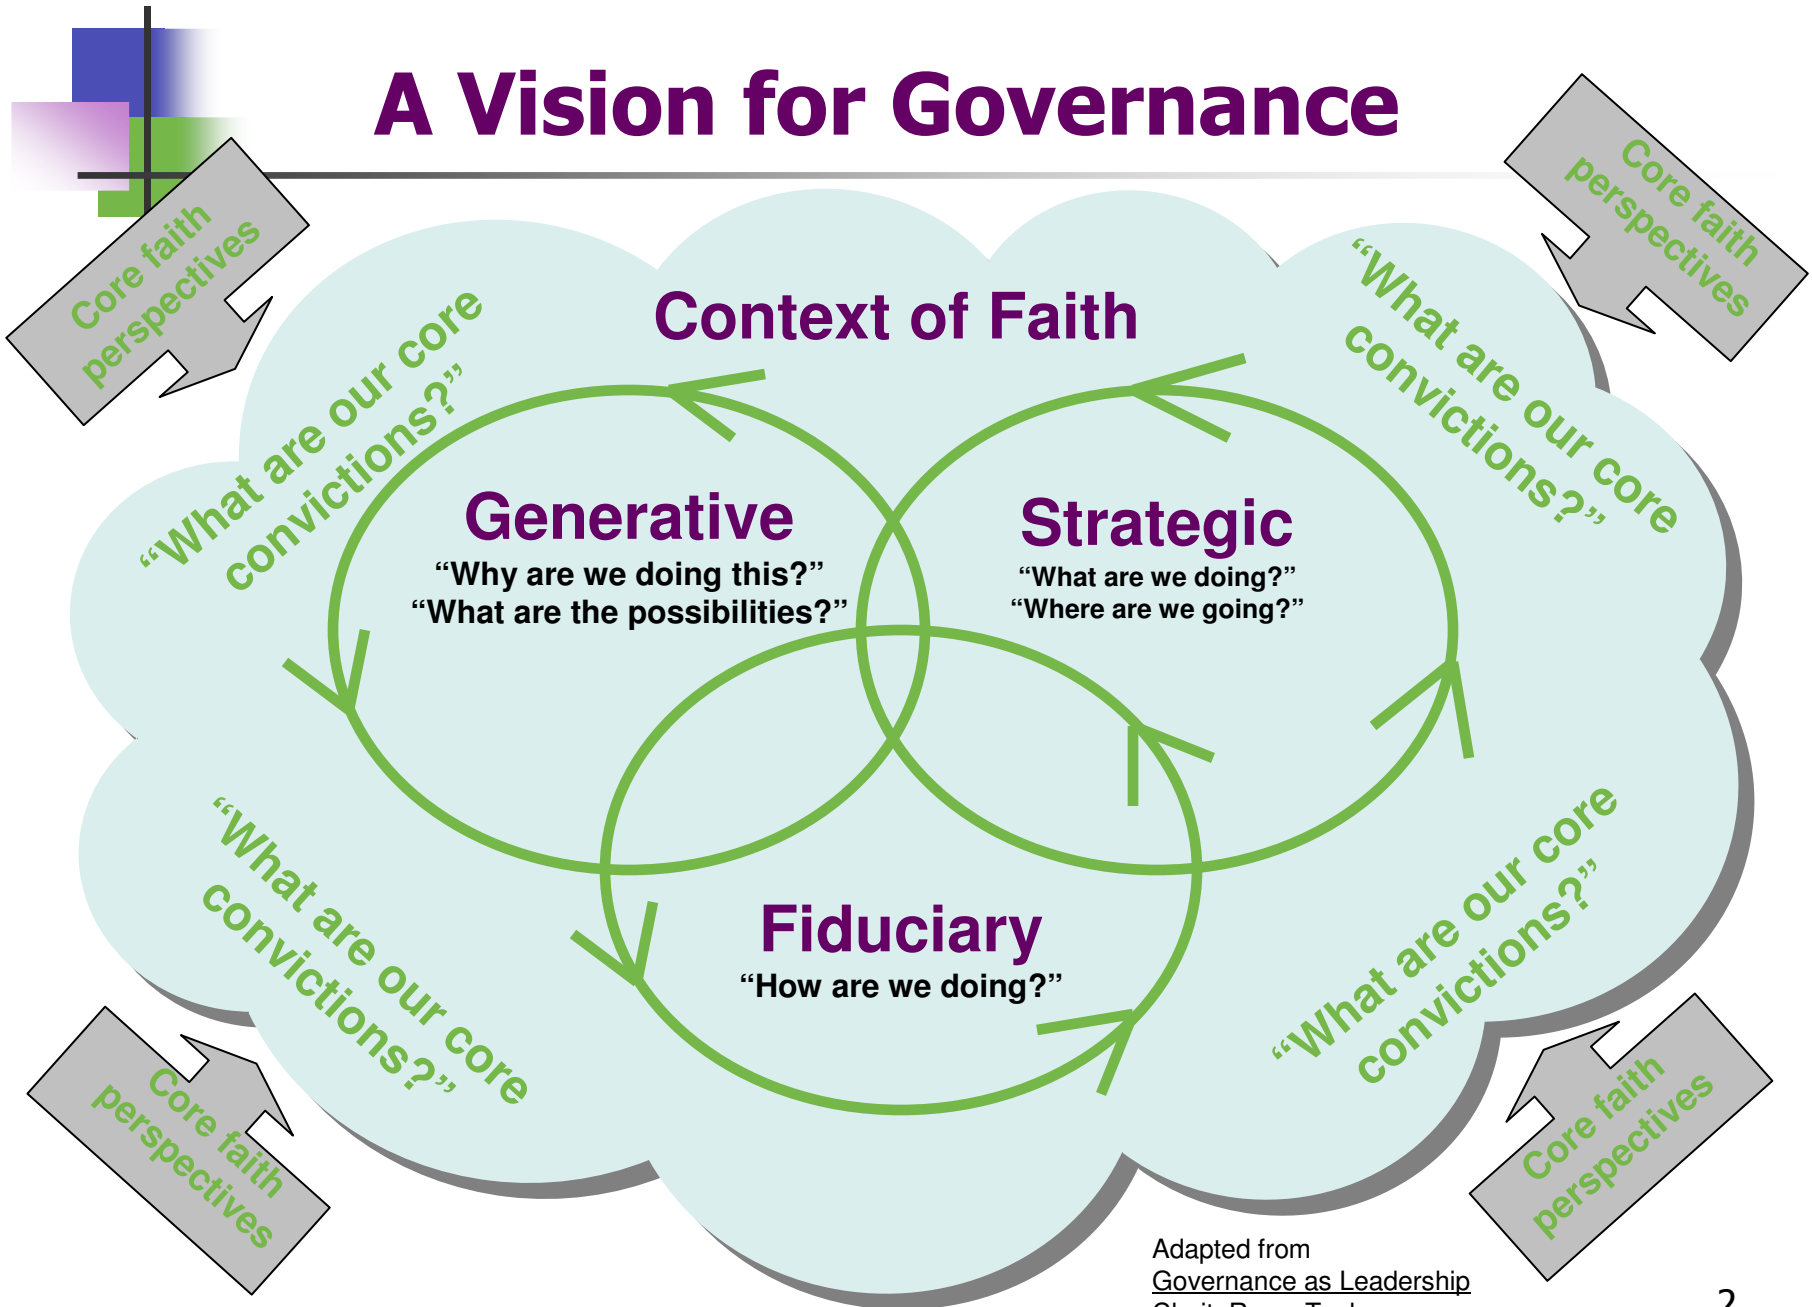 A Vision for Governance
Core faith
perspectives
Core faith
perspectives
Context of Faith
“What are our core
convictions?”
“What are our core
convictions?”
Generative
“Why are we doing this?”
“What are the possibilities?”
Strategic
“What are we doing?”
“Where are we going?”
Fiduciary
“How are we doing?”
“What are our core
convictions?”
“What are our core
convictions?”
Core faith
perspectives
Core faith
perspectives
Adapted from
Governance as Leadership
2